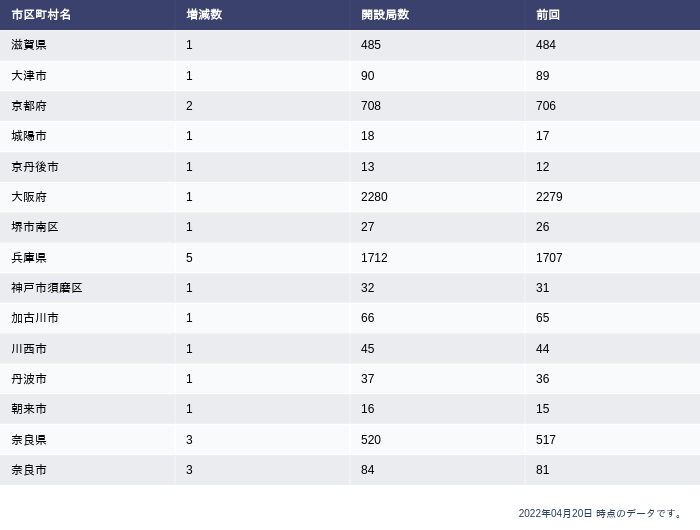 市区町村名 増減数 開設局数 前回
滋賀県 1 485 484
大津市 1 90 89
京都府 2 708 706
城陽市 1 18 17
京丹後市 1 13 12
大阪府 1 2280 2279
堺市南区 1 27 26
兵庫県 5 1712 1707
神戸市須磨区 1 32 31
加古川市 1 66 65
川西市 1 45 44
丹波市 1 37 36
朝来市 1 16 15
奈良県 3 520 517
奈良市 3 84 81
2022年04月20日 時点のデータです。